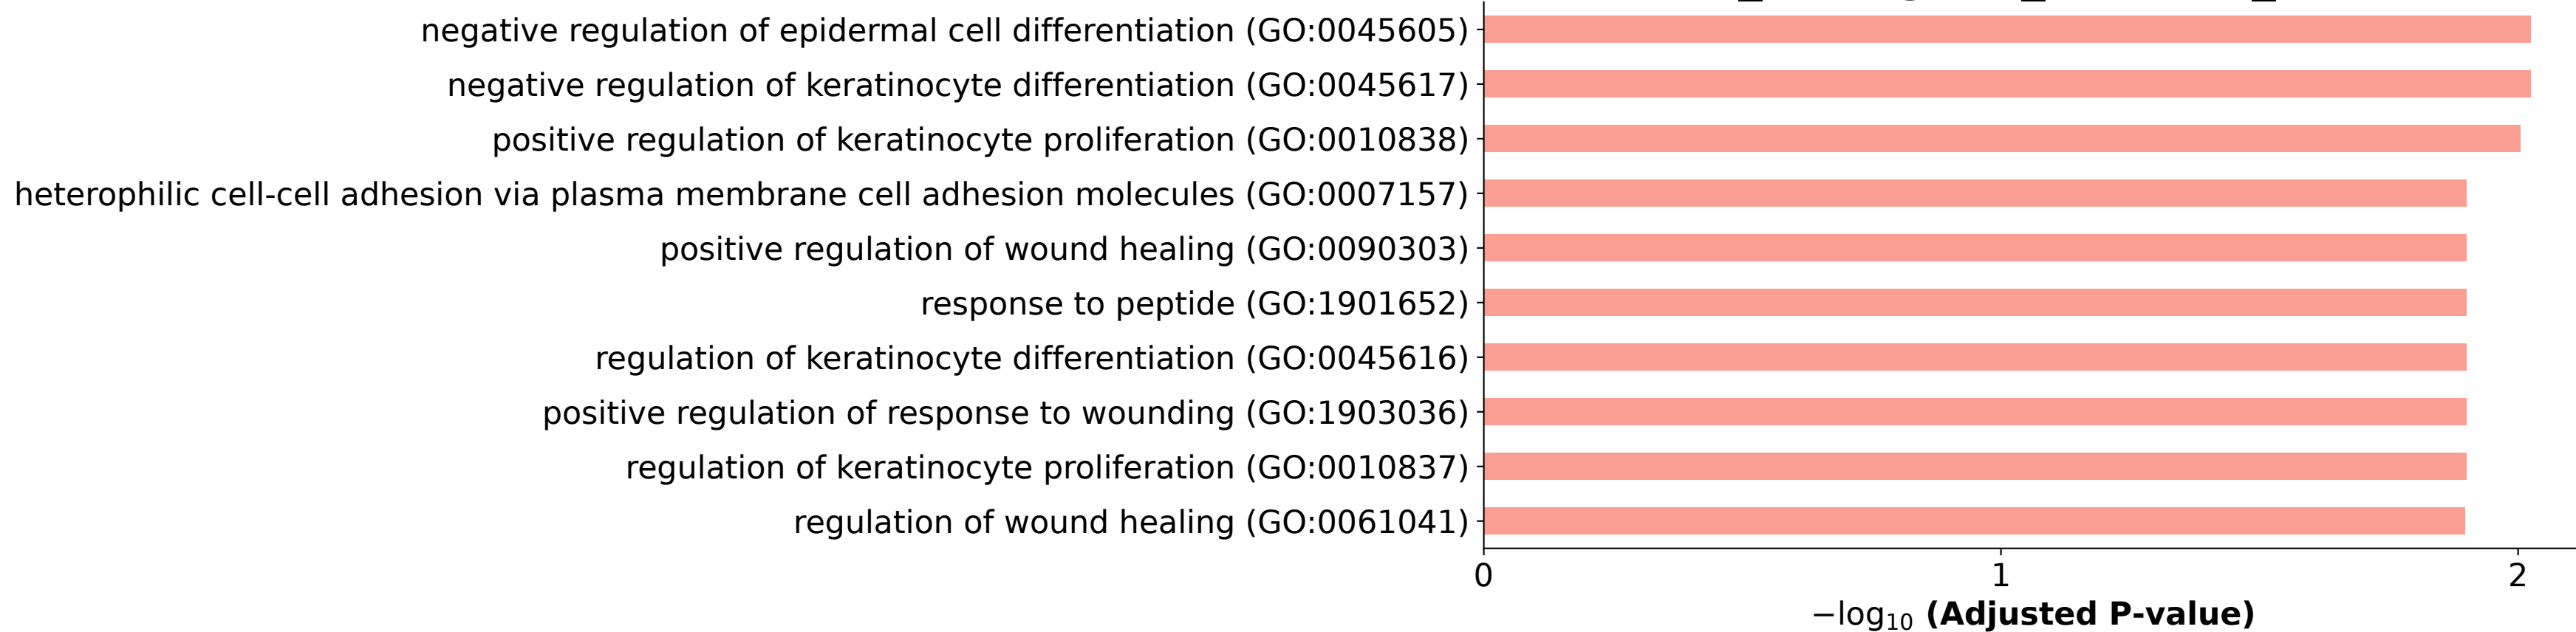 negative regulation of epidermal cell differentiation (GO:0045605)
negative regulation of keratinocyte differentiation (GO:0045617)
positive regulation of keratinocyte proliferation (GO:0010838)
heterophilic cell-cell adhesion via plasma membrane cell adhesion molecules (GO:0007157)
positive regulation of wound healing (GO:0090303)
response to peptide (GO:1901652)
regulation of keratinocyte differentiation (GO:0045616)
positive regulation of response to wounding (GO:1903036)
regulation of keratinocyte proliferation (GO:0010837)
regulation of wound healing (GO:0061041)
0 1 2
−log₁₀ (Adjusted P-value)